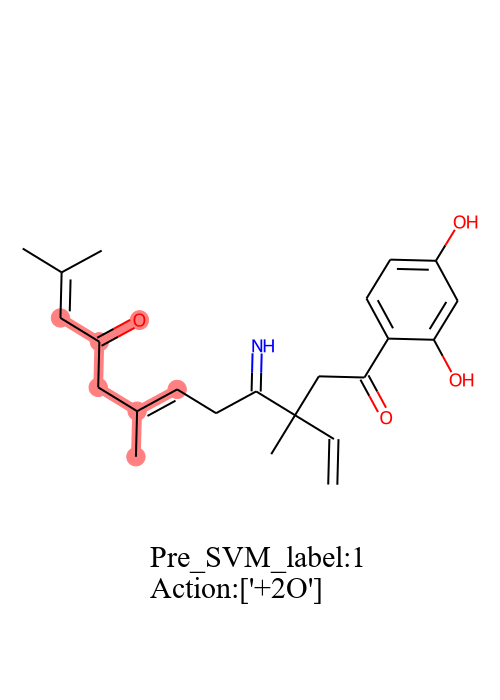 OH
O
NH
OH
O
Pre_SVM_label:1
Action:['+2O']